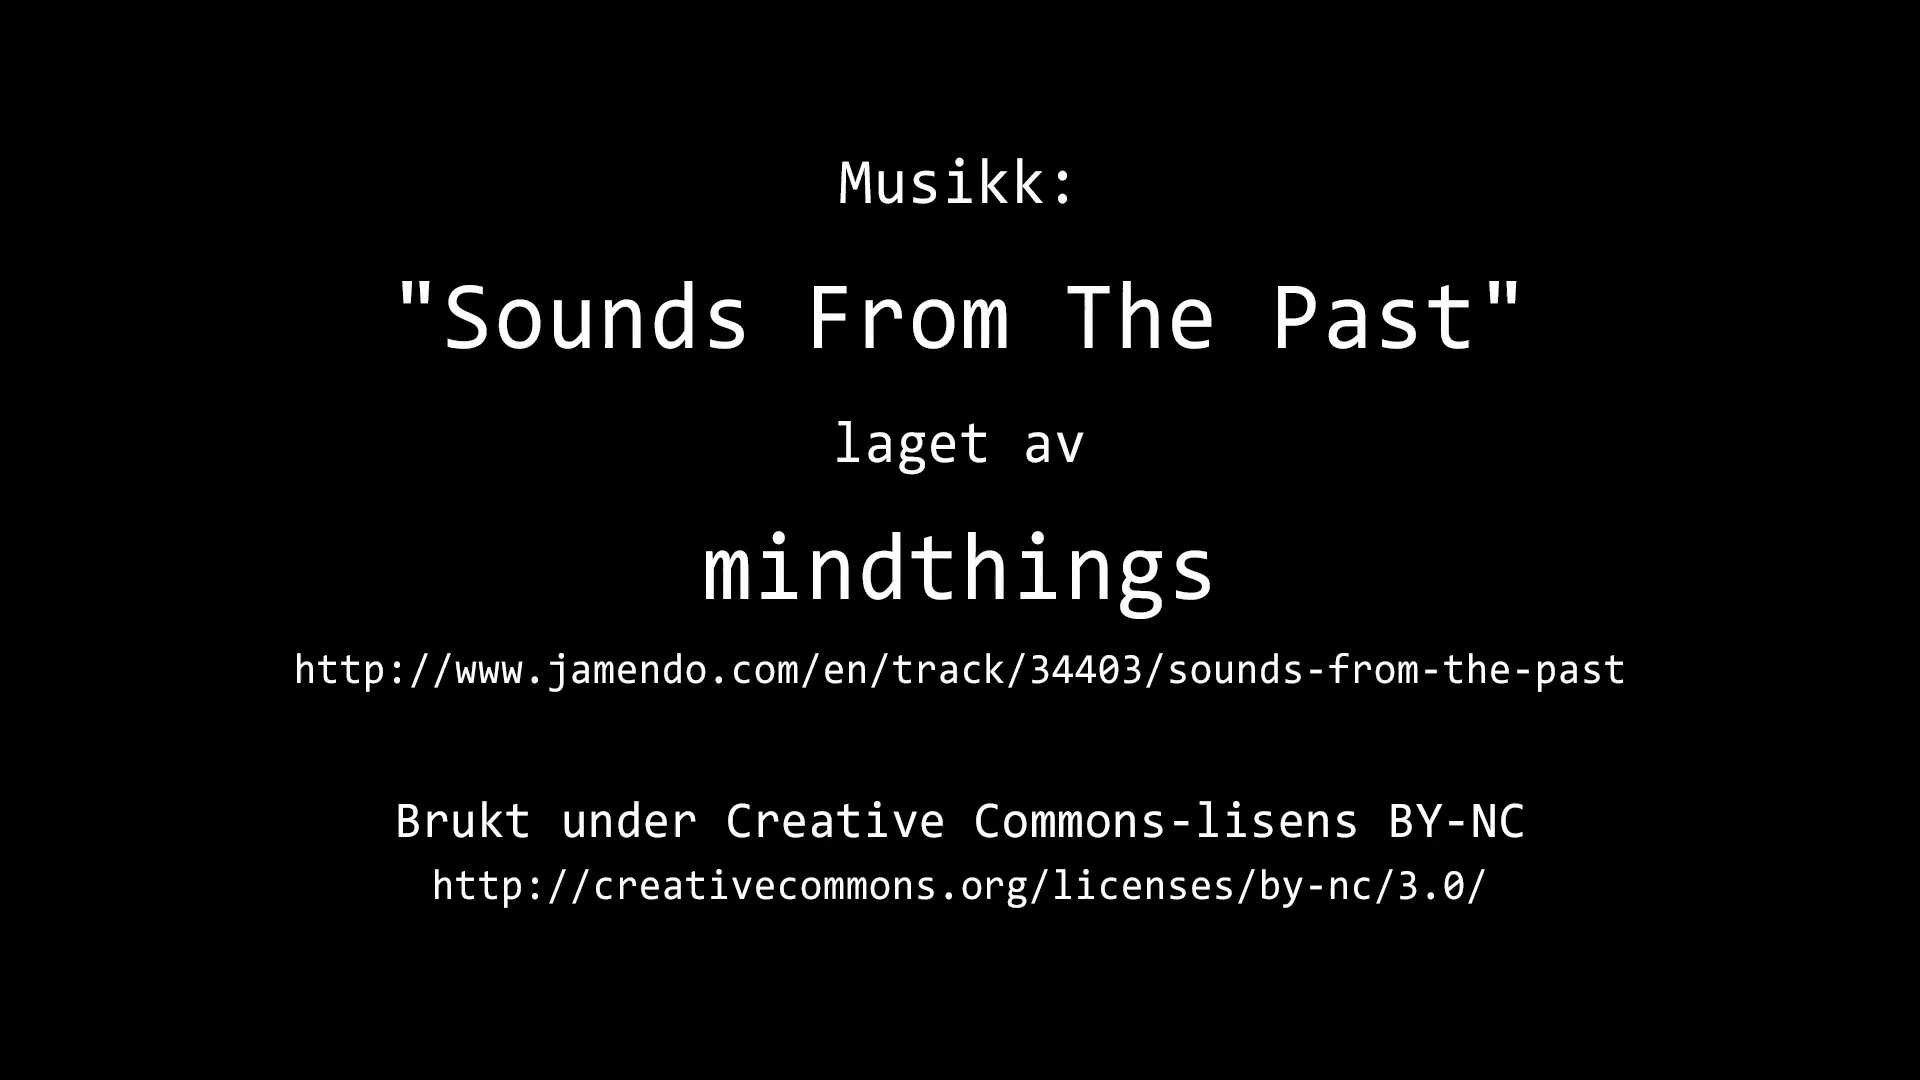 Musikk:
"Sounds From The Past"
laget av
mindthings
http://www.jamendo.com/en/track/34403/sounds-from-the-past
Brukt under Creative Commons-lisens BY-NC
http://creativecommons.org/licenses/by-nc/3.0/